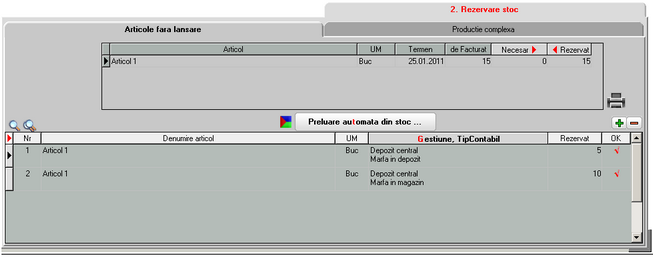 2. Rezervare stoc
Articole fara lansare
Productie complexa
Articol UM Termen de Facturat Necesar Rezervat
Articol 1 Buc 25.01.2011 15 0 15
Preluare automata din stoc ...
Nr Denumire articol UM Gestiune, TipContabil Rezervat OK
1 Articol 1 Buc Depozit central 5
Marfa in depozit
2 Articol 1 Buc Depozit central 10
Marfa in magazin